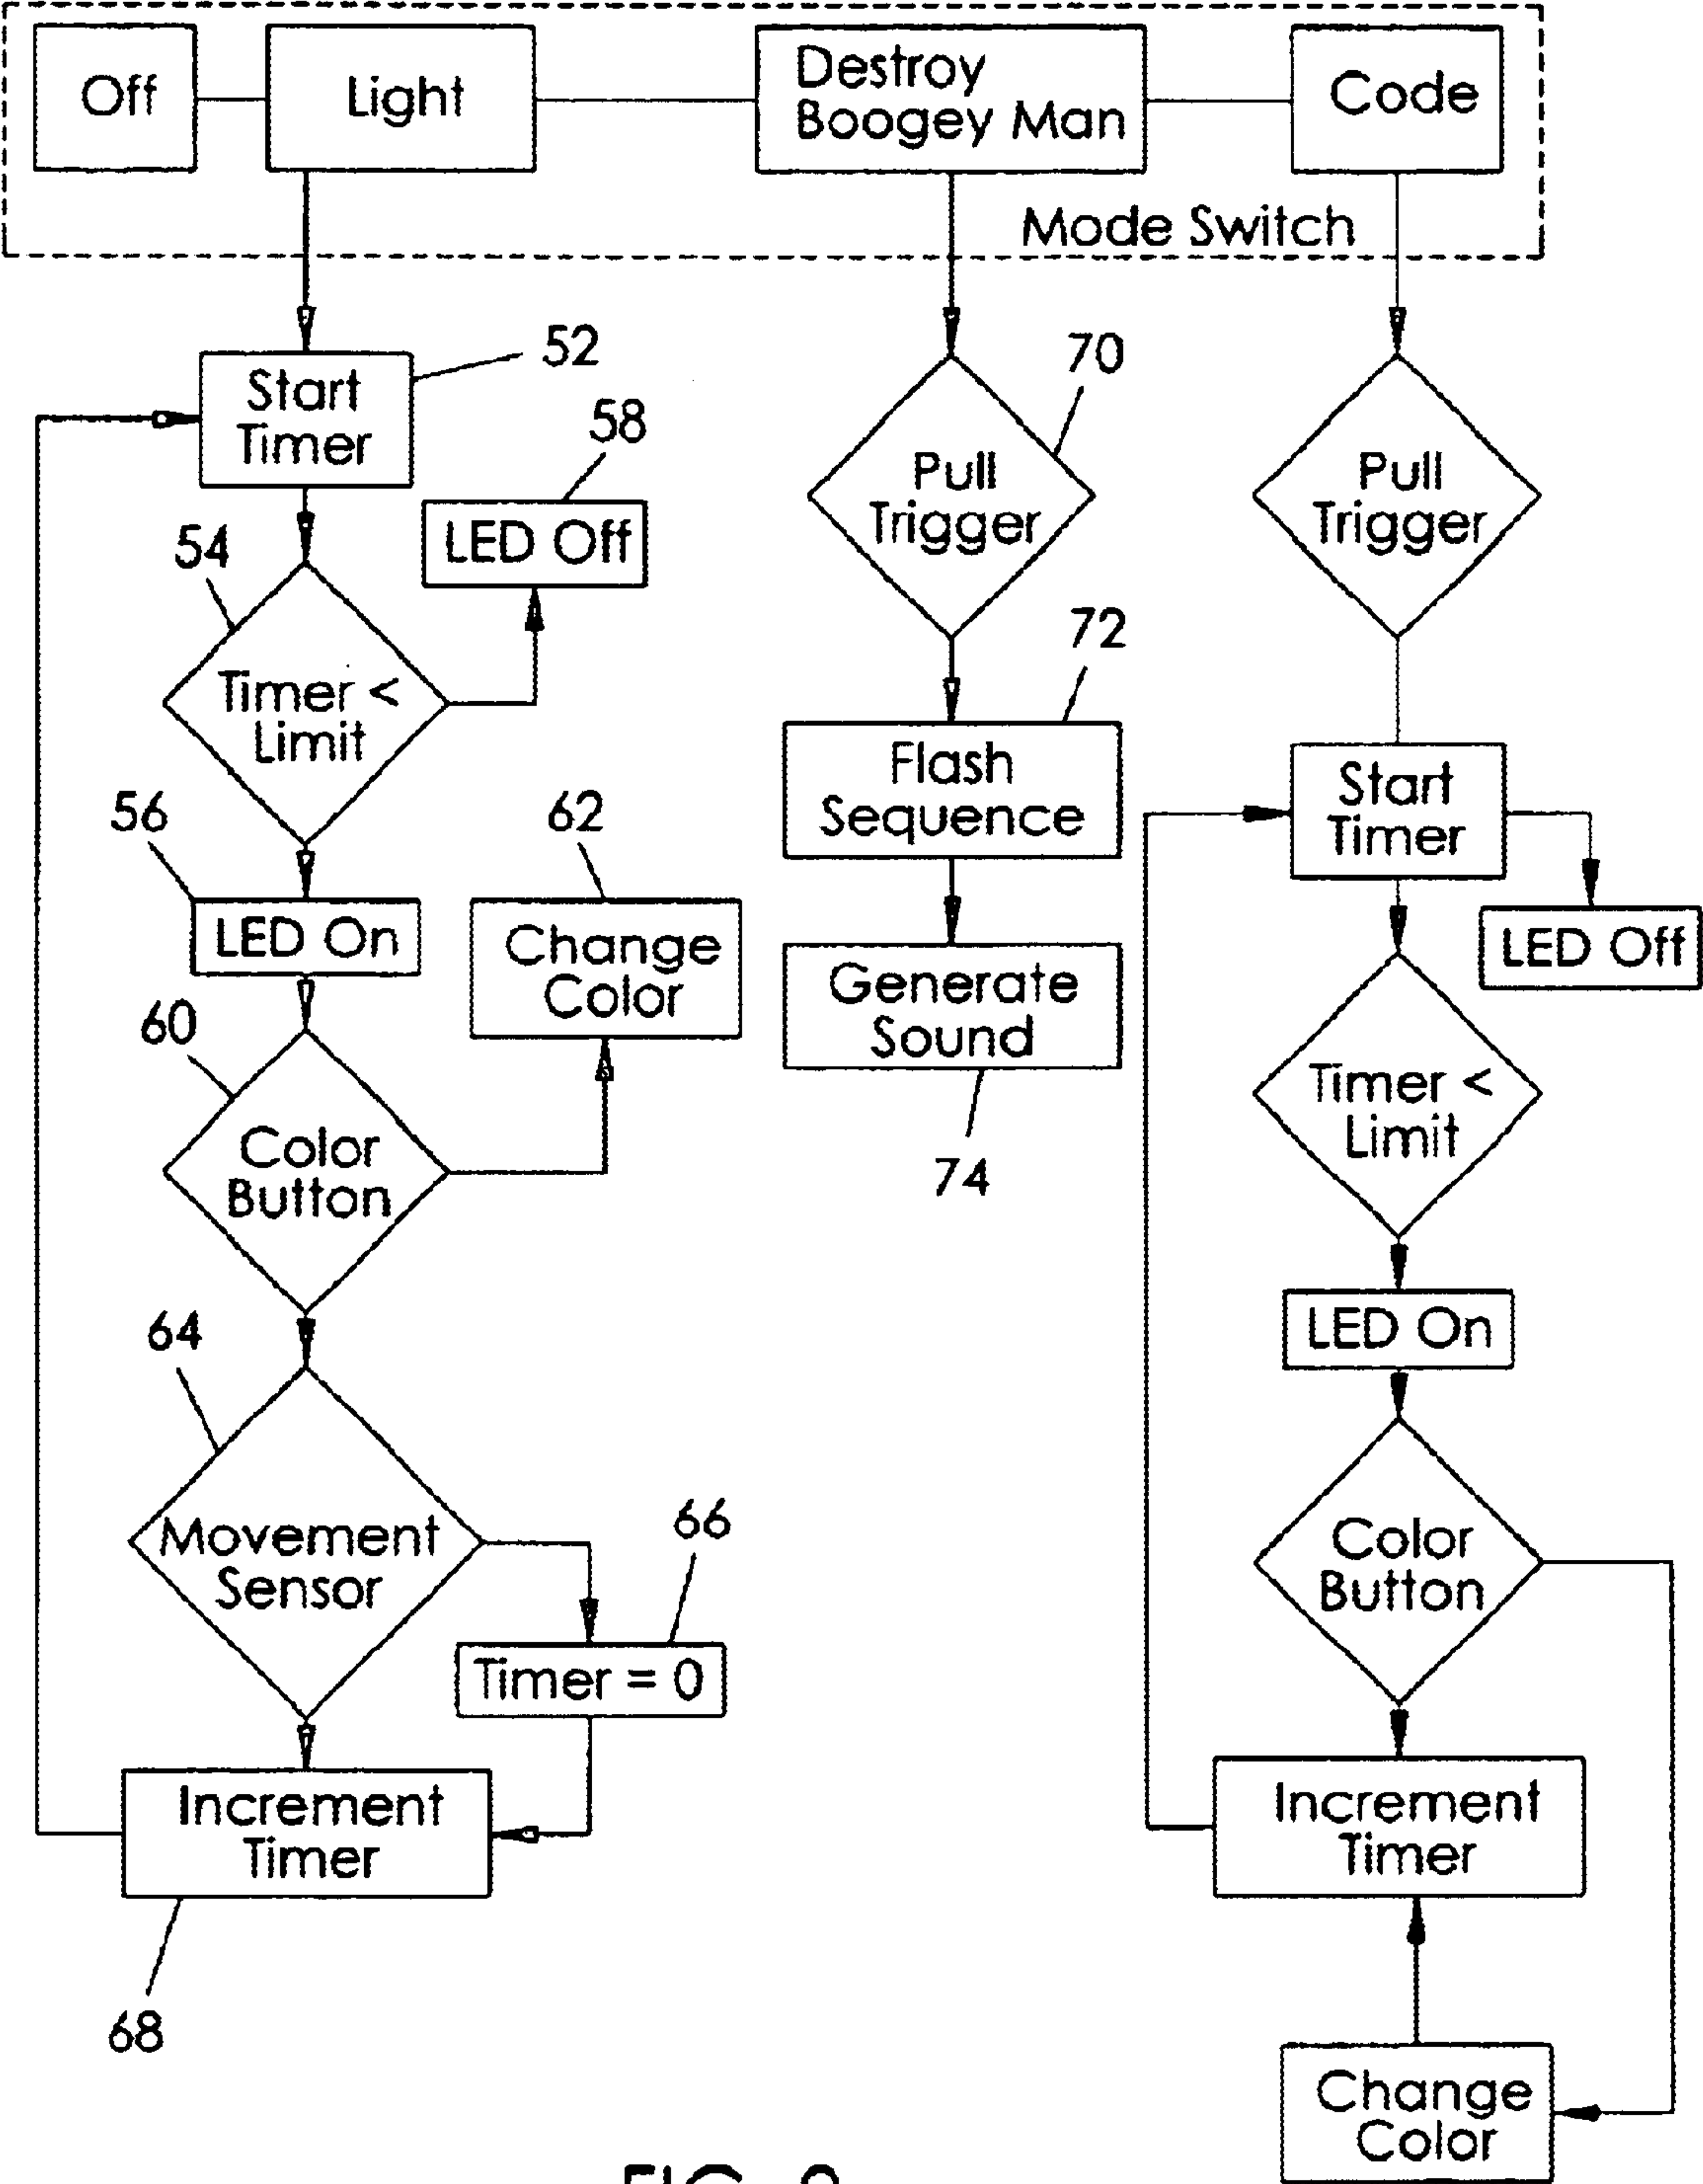 Off
Light
Destroy
Boogey Man
Code
Mode Switch
Start
Timer
52
58
LED Off
54
Timer <
Limit
56
LED On
62
Change
Color
60
Color
Button
64
Movement
Sensor
66
Timer = 0
Increment
Timer
68
70
Pull
Trigger
72
Flash
Sequence
Generate
Sound
74
Pull
Trigger
Start
Timer
LED Off
Timer <
Limit
LED On
Color
Button
Increment
Timer
Change
Color
FIG.